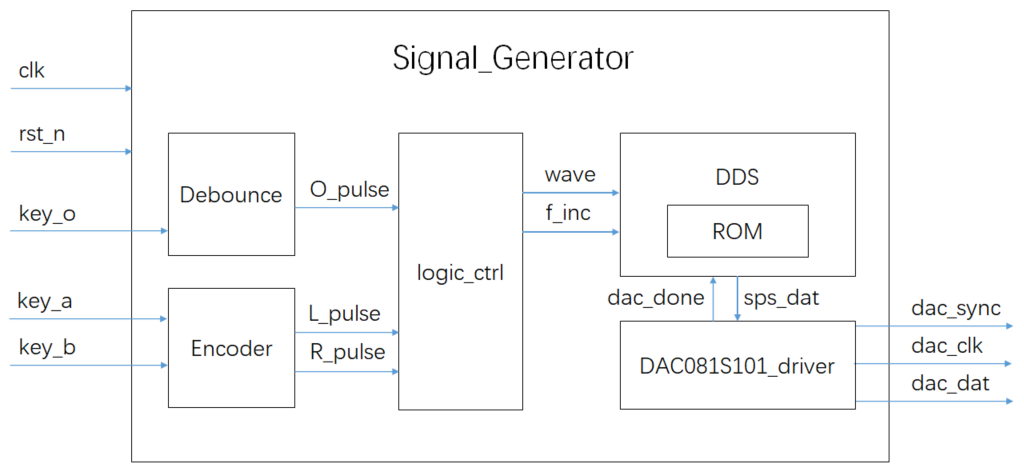 Signal_Generator
clk
rst_n
key_o
key_a
key_b
Debounce
O_pulse
Encoder
L_pulse
R_pulse
logic_ctrl
wave
f_inc
DDS
ROM
dac_done
sps_dat
DAC081S101_driver
dac_sync
dac_clk
dac_dat